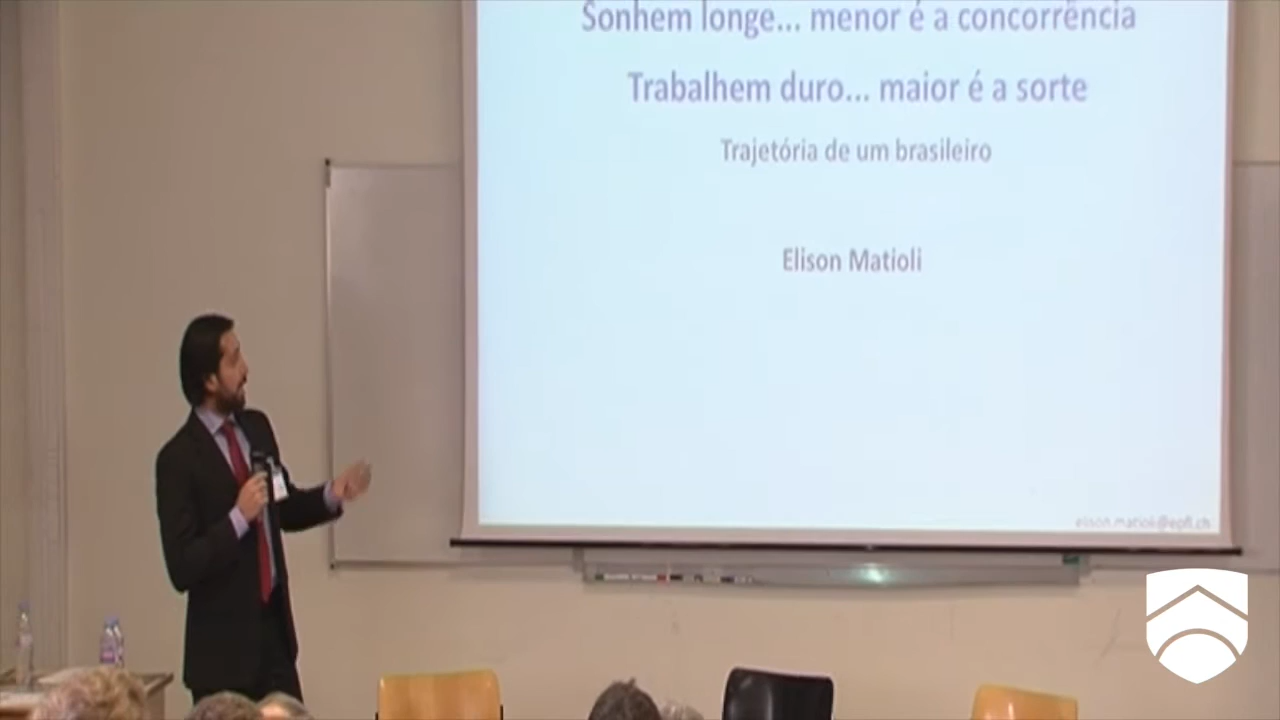 Sonhem longe... menor é a concorrência
Trabalhem duro... maior é a sorte
Trajetória de um brasileiro
Elison Matioli
elison.matioli@epfl.ch